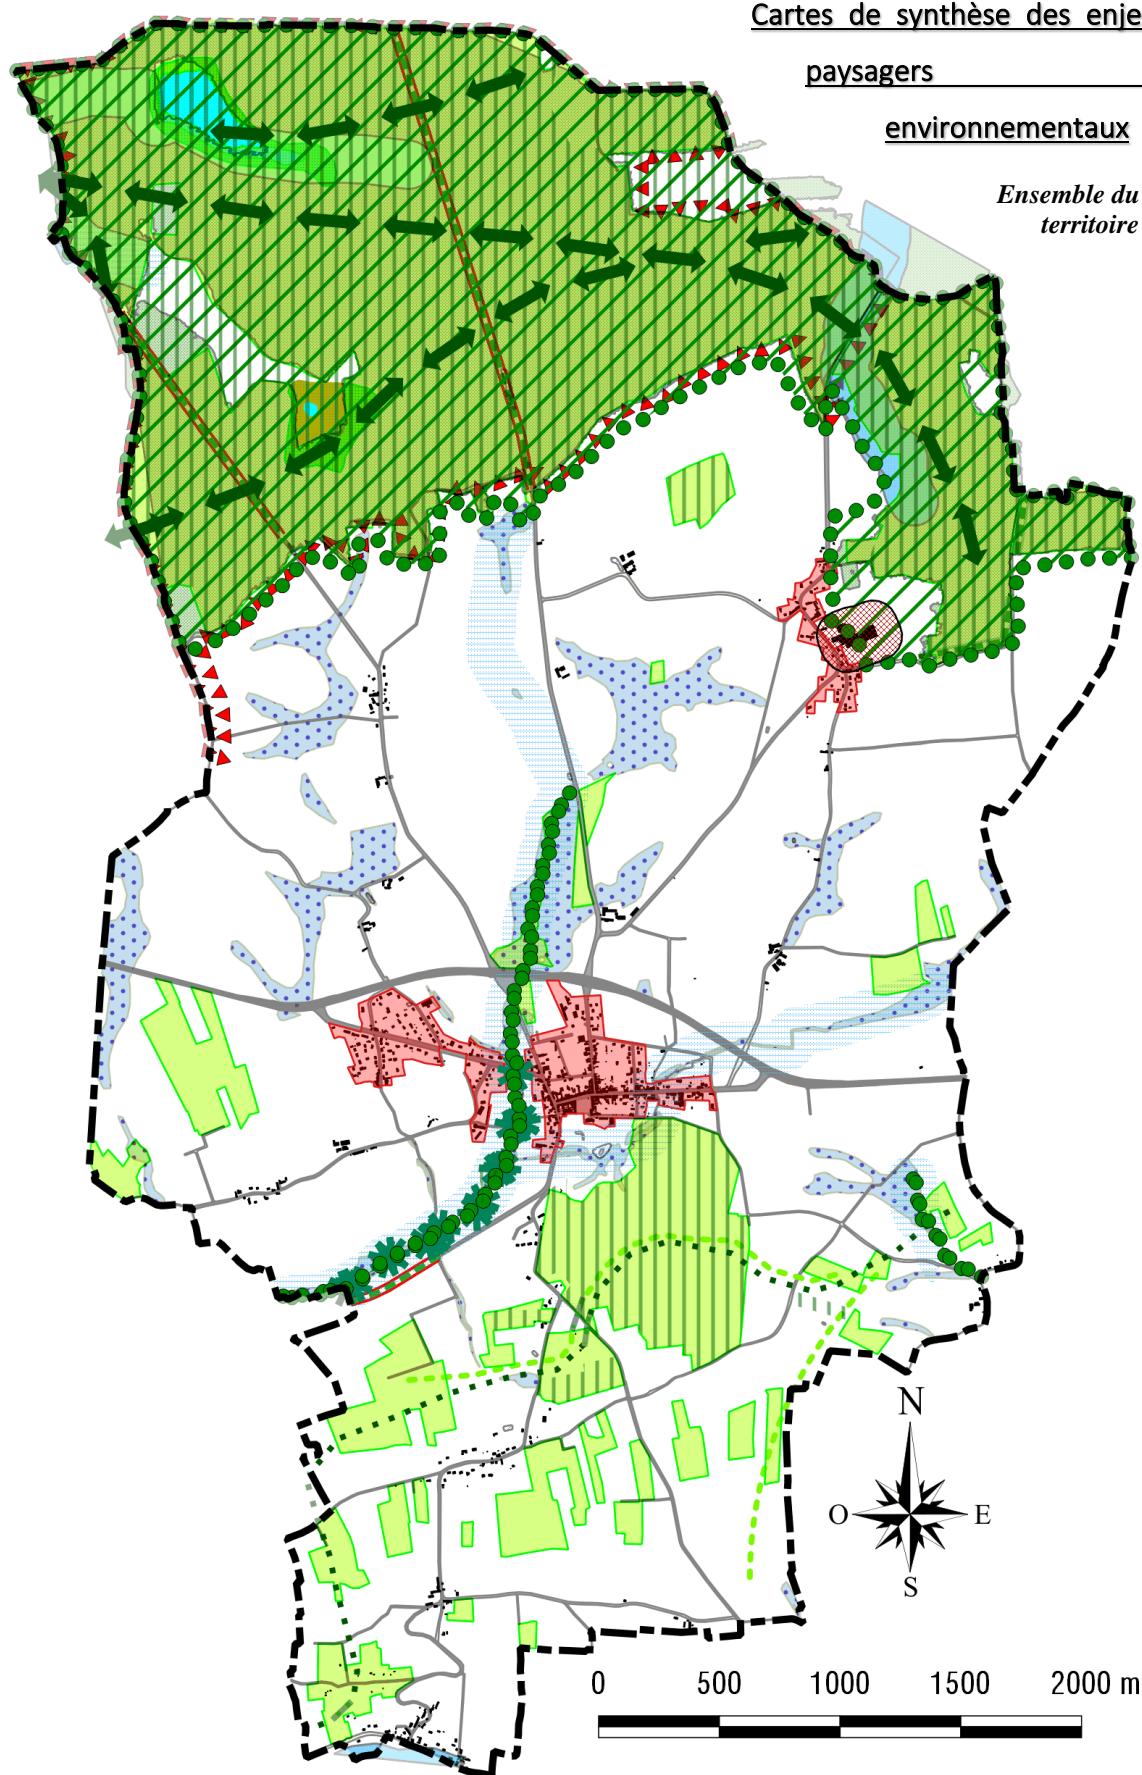 Cartes de synthèse des enje
paysagers
environnementaux
Ensemble du
territoire
N
O E
S
0 500 1000 1500 2000 m